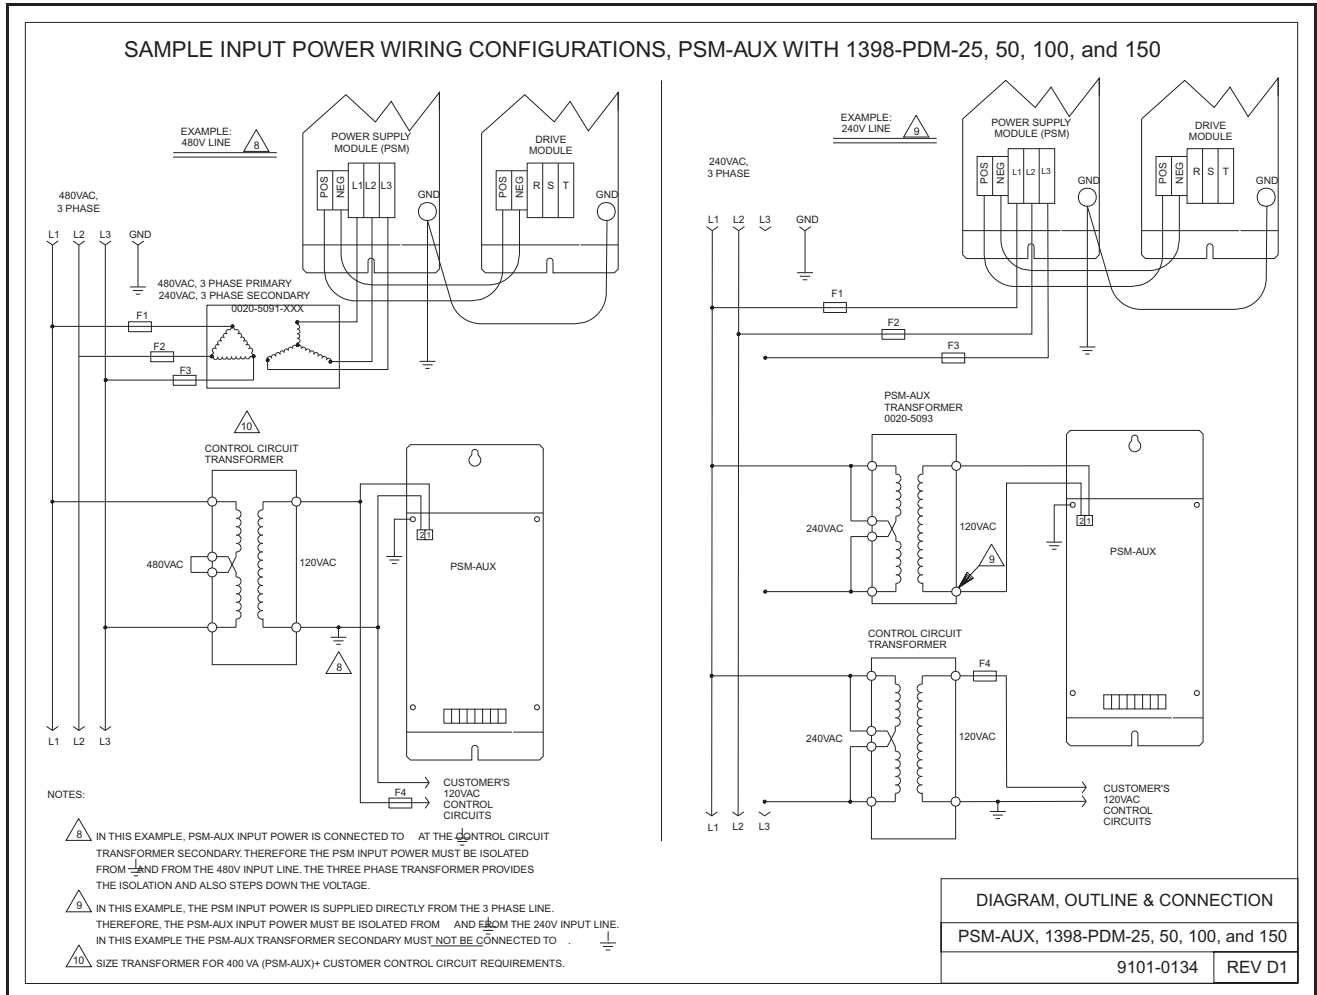 SAMPLE INPUT POWER WIRING CONFIGURATIONS, PSM-AUX WITH 1398-PDM-25, 50, 100, and 150
EXAMPLE:
480V LINE
8
POWER SUPPLY
MODULE (PSM)
DRIVE
MODULE
POS
NEG
L1 L2 L3
GND
POS
NEG
R S T
GND
480VAC,
3 PHASE
L1 L2 L3 GND
480VAC, 3 PHASE PRIMARY
240VAC, 3 PHASE SECONDARY
0020-5091-XXX
F1
F2
F3
10
CONTROL CIRCUIT
TRANSFORMER
480VAC
120VAC
2 1
PSM-AUX
8
L1 L2 L3
F4
CUSTOMER'S
120VAC
CONTROL
CIRCUITS
EXAMPLE:
240V LINE
9
POWER SUPPLY
MODULE (PSM)
DRIVE
MODULE
POS
NEG
L1 L2 L3
GND
POS
NEG
R S T
GND
240VAC,
3 PHASE
L1 L2 L3 GND
F1
F2
F3
PSM-AUX
TRANSFORMER
0020-5093
240VAC
120VAC
9
2 1
PSM-AUX
CONTROL CIRCUIT
TRANSFORMER
F4
240VAC
120VAC
CUSTOMER'S
120VAC
CONTROL
CIRCUITS
L1 L2 L3
NOTES:
8 IN THIS EXAMPLE, PSM-AUX INPUT POWER IS CONNECTED TO AT THE CONTROL CIRCUIT
TRANSFORMER SECONDARY. THEREFORE THE PSM INPUT POWER MUST BE ISOLATED
FROM AND FROM THE 480V INPUT LINE. THE THREE PHASE TRANSFORMER PROVIDES
THE ISOLATION AND ALSO STEPS DOWN THE VOLTAGE.
9 IN THIS EXAMPLE, THE PSM INPUT POWER IS SUPPLIED DIRECTLY FROM THE 3 PHASE LINE.
THEREFORE, THE PSM-AUX INPUT POWER MUST BE ISOLATED FROM AND FROM THE 240V INPUT LINE.
IN THIS EXAMPLE THE PSM-AUX TRANSFORMER SECONDARY MUST NOT BE CONNECTED TO .
10 SIZE TRANSFORMER FOR 400 VA (PSM-AUX)+ CUSTOMER CONTROL CIRCUIT REQUIREMENTS.
DIAGRAM, OUTLINE & CONNECTION
PSM-AUX, 1398-PDM-25, 50, 100, and 150
9101-0134 REV D1